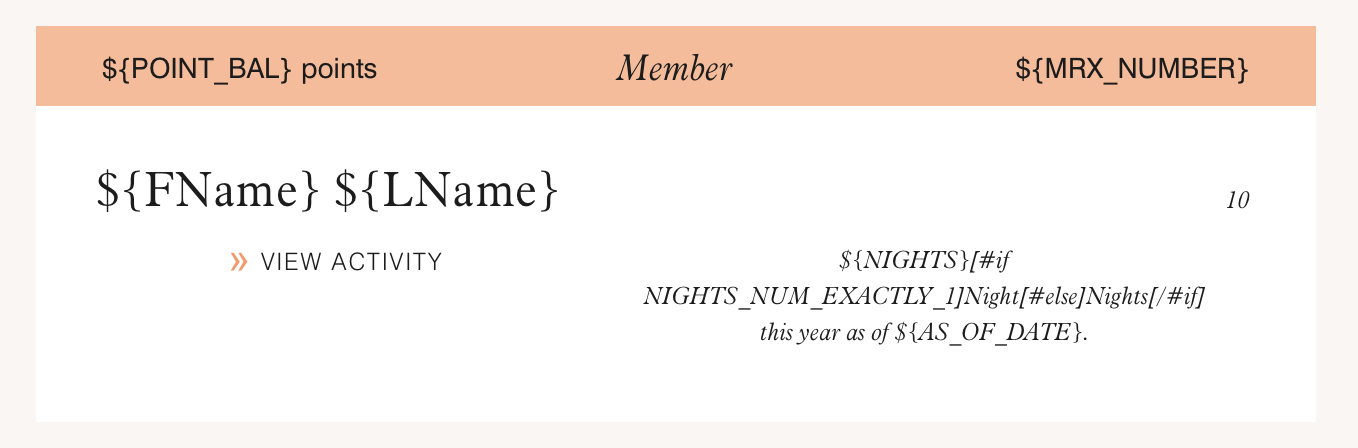 ${POINT_BAL} points
Member
${MRX_NUMBER}
${FName} ${LName}
10
» VIEW ACTIVITY
${NIGHTS}[#if
NIGHTS_NUM_EXACTLY_1]Night[#else]Nights[/#if]
this year as of ${AS_OF_DATE}.